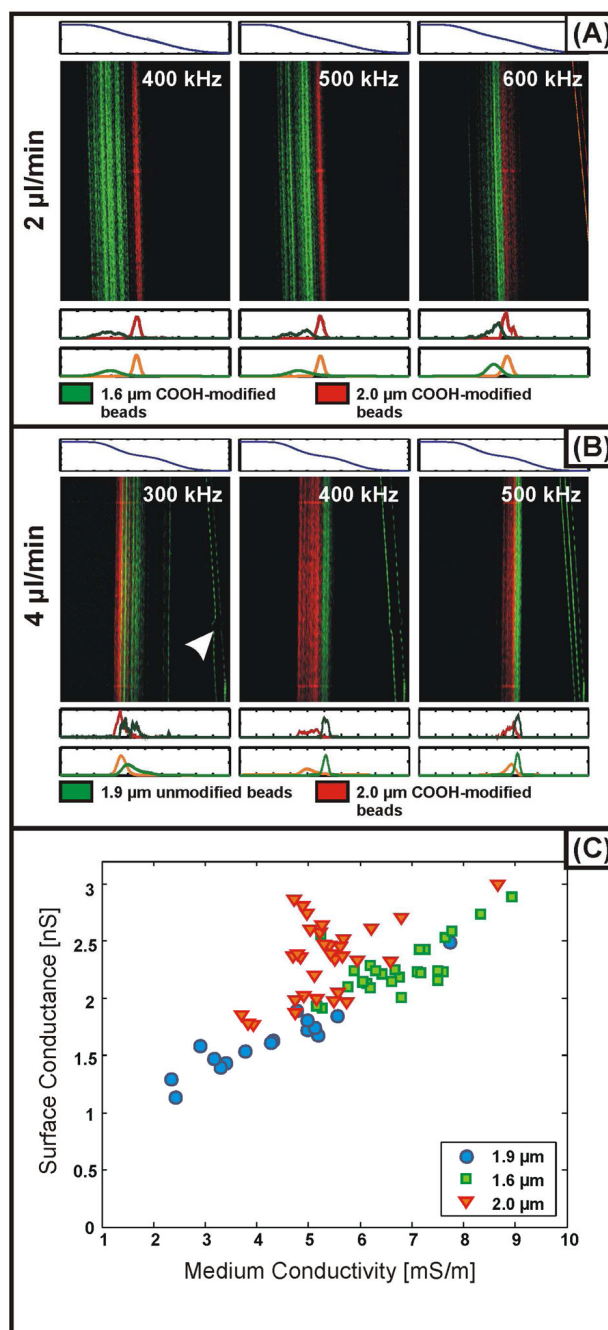 (A)
400 kHz 500 kHz 600 kHz
2 µl/min
1.6 µm COOH-modified beads
2.0 µm COOH-modified beads
(B)
300 kHz 400 kHz 500 kHz
4 µl/min
1.9 µm unmodified beads
2.0 µm COOH-modified beads
(C)
Surface Conductance [nS]
3
2.5
2
1.5
1
0.5
0
1 2 3 4 5 6 7 8 9 10
Medium Conductivity [mS/m]
1.9 µm
1.6 µm
2.0 µm